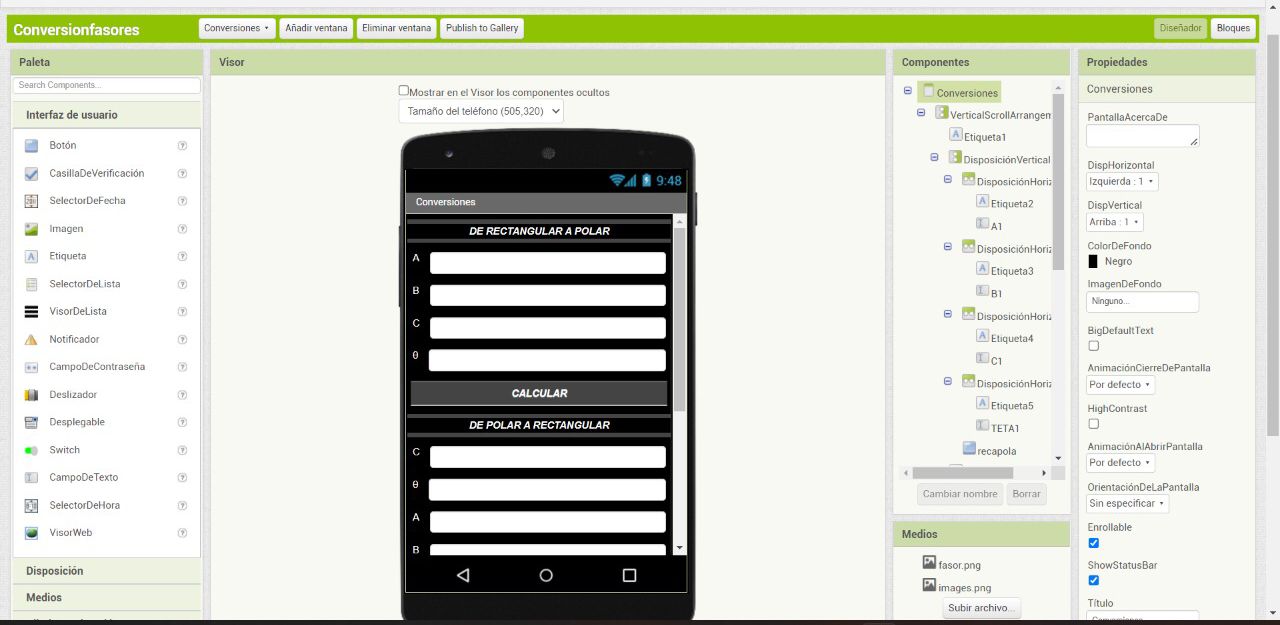 Conversionfasores
Conversiones
Añadir ventana
Eliminar ventana
Publish to Gallery
Diseñador
Bloques
Paleta
Search Components...
Interfaz de usuario
Botón
CasillaDeVerificación
SelectorDeFecha
Imagen
Etiqueta
SelectorDeLista
VisorDeLista
Notificador
CampoDeContraseña
Deslizador
Desplegable
Switch
CampoDeTexto
SelectorDeHora
VisorWeb
Disposición
Medios
Visor
Mostrar en el Visor los componentes ocultos
Tamaño del teléfono (505,320)
9:48
Conversiones
DE RECTANGULAR A POLAR
A
B
C
θ
CALCULAR
DE POLAR A RECTANGULAR
C
θ
A
B
Componentes
Conversiones
VerticalScrollArrangem
Etiqueta1
DisposiciónVertical
DisposiciónHoriz
Etiqueta2
A1
DisposiciónHoriz
Etiqueta3
B1
DisposiciónHoriz
Etiqueta4
C1
DisposiciónHoriz
Etiqueta5
TETA1
recapola
Cambiar nombre
Borrar
Medios
fasor.png
images.png
Subir archivo...
Propiedades
Conversiones
PantallaAcercaDe
DispHorizontal
Izquierda : 1
DispVertical
Arriba : 1
ColorDeFondo
Negro
ImagenDeFondo
Ninguno...
BigDefaultText
AnimaciónCierreDePantalla
Por defecto
HighContrast
AnimaciónAlAbrirPantalla
Por defecto
OrientaciónDeLaPantalla
Sin especificar
Enrollable
ShowStatusBar
Título